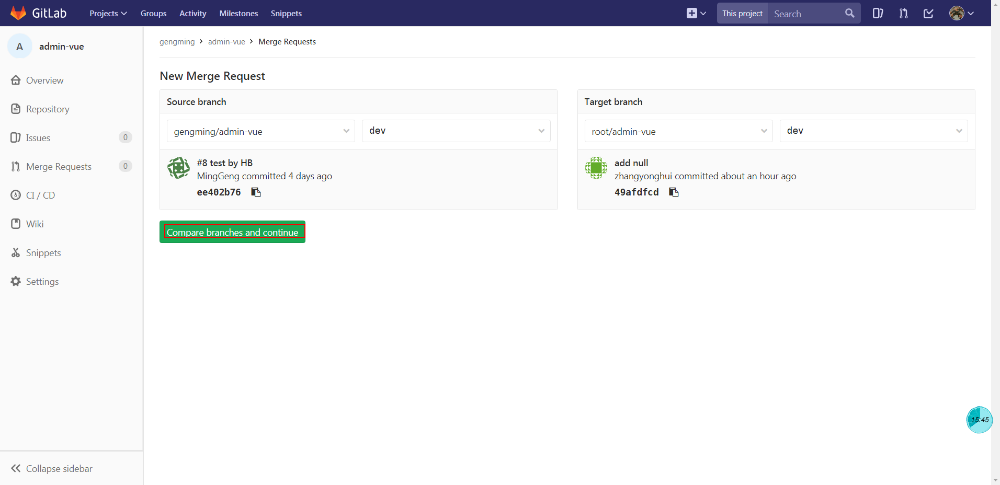 GitLab Projects Groups Activity Milestones Snippets This project Search
A admin-vue
Overview
Repository
Issues 0
Merge Requests 0
CI / CD
Wiki
Snippets
Settings
Collapse sidebar
gengming > admin-vue > Merge Requests
New Merge Request
Source branch
gengming/admin-vue dev
#8 test by HB
MingGeng committed 4 days ago
ee402b76
Target branch
root/admin-vue dev
add null
zhangyonghui committed about an hour ago
49afdfcd
Compare branches and continue
15:45